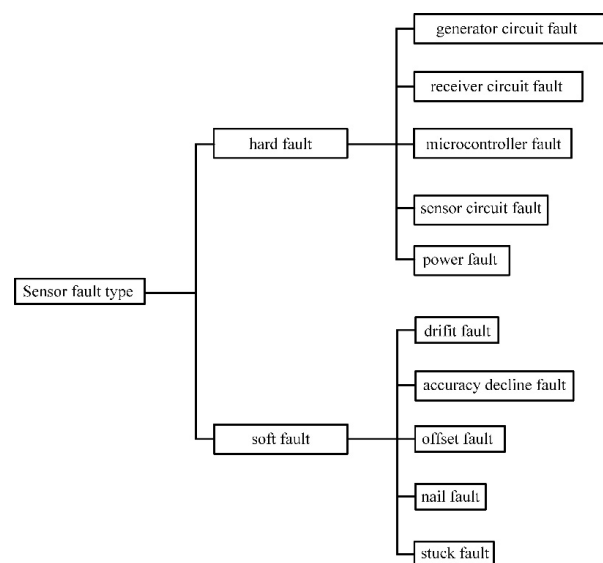 Sensor fault type
hard fault
generator circuit fault
receiver circuit fault
microcontroller fault
sensor circuit fault
power fault
soft fault
drifit fault
accuracy decline fault
offset fault
nail fault
stuck fault